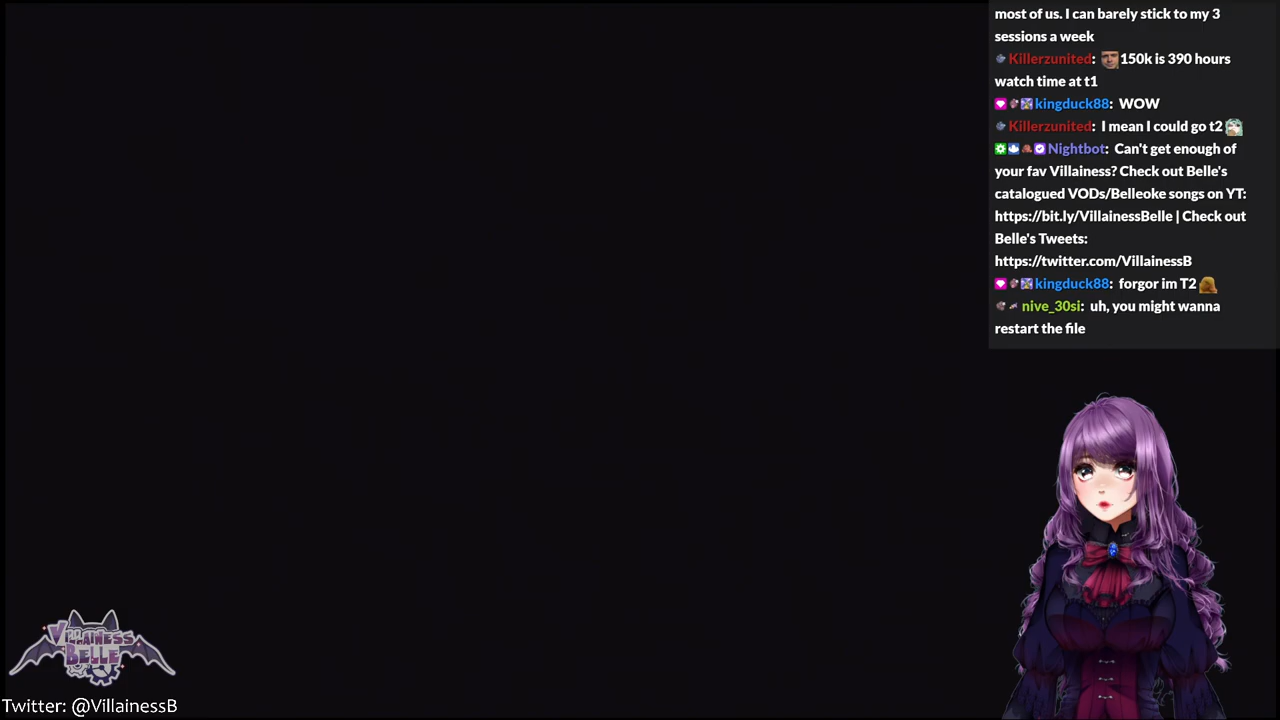 most of us. I can barely stick to my 3
sessions a week
Killerzunited: 150k is 390 hours
watch time at t1
kingduck88: WOW
Killerzunited: I mean I could go t2
Nightbot: Can't get enough of
your fav Villainess? Check out Belle's
catalogued VODs/Belleoke songs on YT:
https://bit.ly/VillainessBelle | Check out
Belle's Tweets:
https://twitter.com/VillainessB
kingduck88: forgor im T2
nive_30si: uh, you might wanna
restart the file
VILLAINESS
BELLE
Twitter: @VillainessB